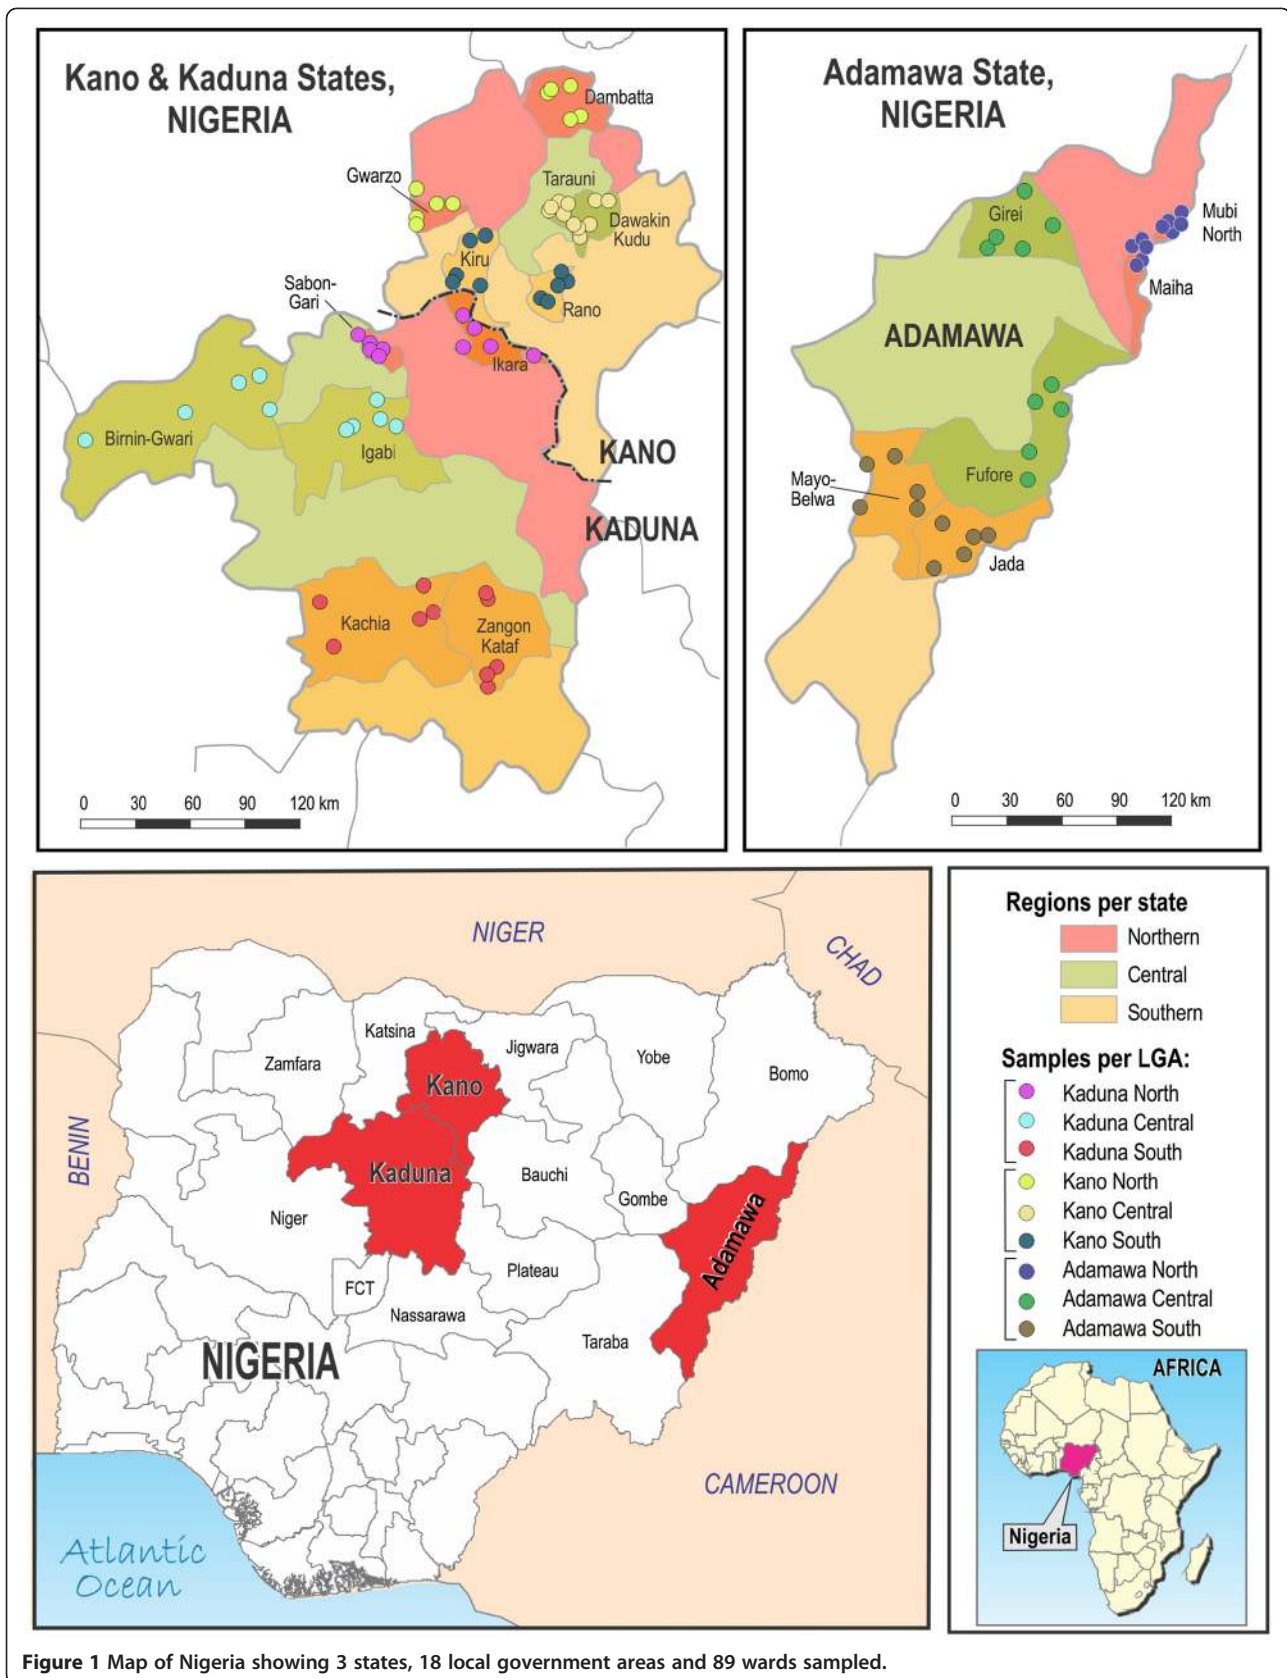 Kano & Kaduna States,
NIGERIA
Dambatta
Gwarzo
Tarauni
Dawakin
Kudu
Kiru
Sabon-
Gari
Rano
Ikara
Birnin-Gwari
Igabi
KANO
KADUNA
Kachia
Zangon
Kataf
0 30 60 90 120 km
Adamawa State,
NIGERIA
Girei
Mubi
North
Maiha
ADAMAWA
Mayo-
Belwa
Fufore
Jada
0 30 60 90 120 km
NIGER
CHAD
Katsina
Jigwara
Yobe
Zamfara
Kano
Bomo
BENIN
Kaduna
Bauchi
Gombe
Niger
Adamawa
FCT
Plateau
Nassarawa
Taraba
NIGERIA
CAMEROON
Atlantic
Ocean
Regions per state
Northern
Central
Southern
Samples per LGA:
Kaduna North
Kaduna Central
Kaduna South
Kano North
Kano Central
Kano South
Adamawa North
Adamawa Central
Adamawa South
AFRICA
Nigeria
Figure 1 Map of Nigeria showing 3 states, 18 local government areas and 89 wards sampled.